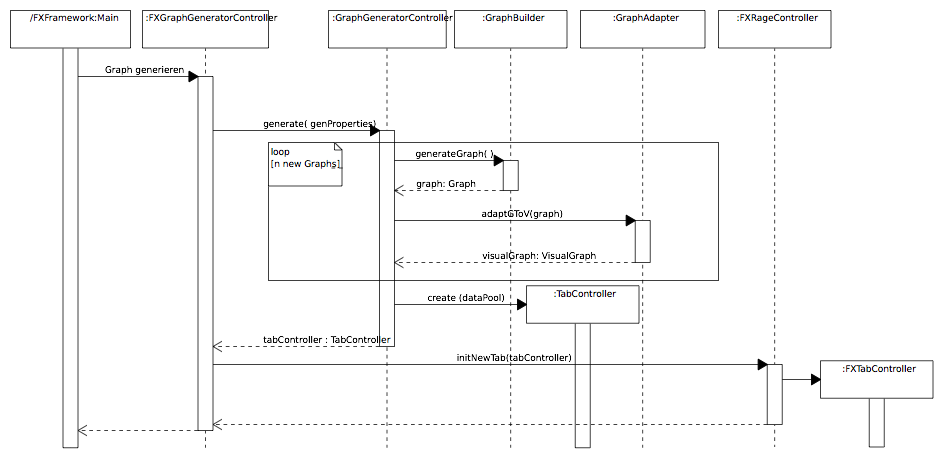 /FXFramework:Main
:FXGraphGeneratorController
:GraphGeneratorController
:GraphBuilder
:GraphAdapter
:FXRageController
Graph generieren
generate( genProperties)
loop
[n new Graphs]
generateGraph( )
graph: Graph
adaptGToV(graph)
visualGraph: VisualGraph
create (dataPool)
:TabController
tabController : TabController
initNewTab(tabController)
:FXTabController